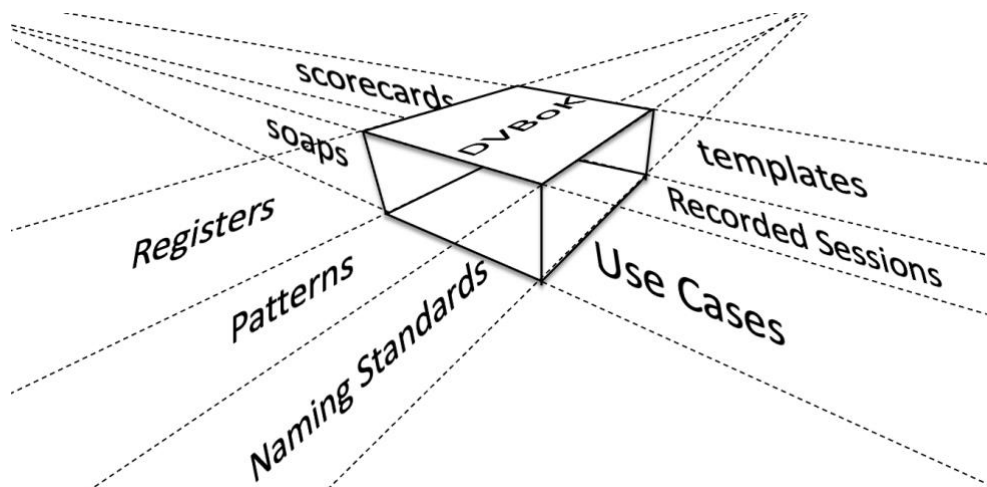 scorecards
DVBoK
soaps
templates
Registers
Recorded Sessions
Patterns
Use Cases
Naming Standards